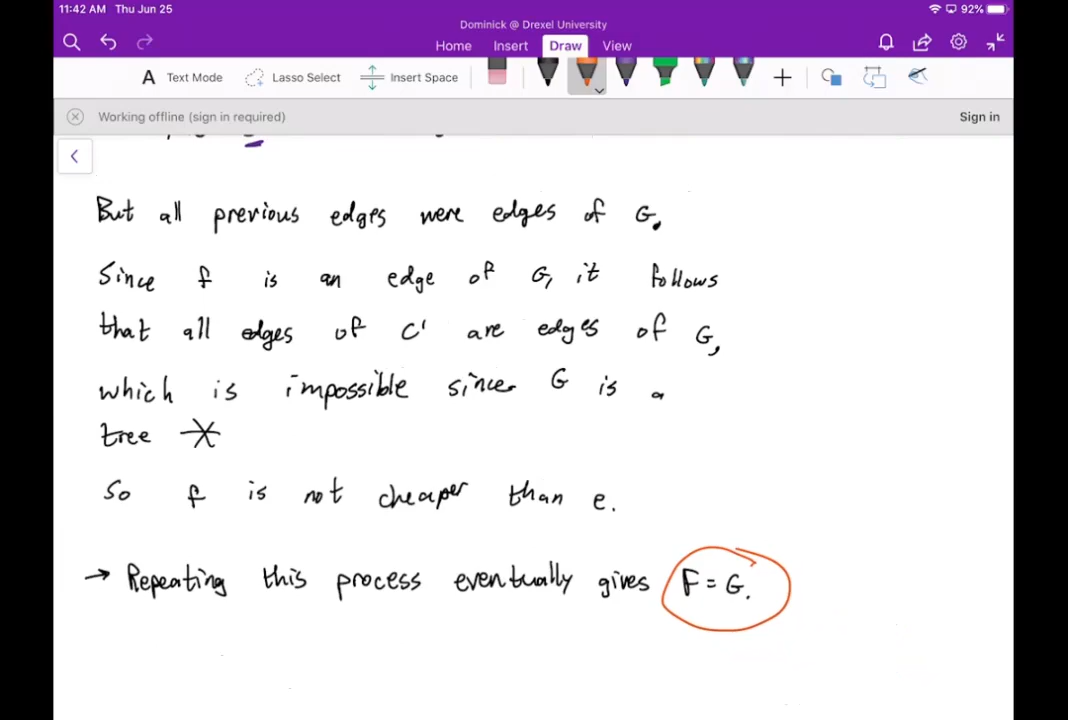 11:42 AM Thu Jun 25
92%
Dominick @ Drexel University
Home Insert Draw View
Text Mode Lasso Select Insert Space
Working offline (sign in required) Sign in
But all previous edges were edges of G.
Since f is an edge of G, it follows
that all edges of C' are edges of G,
which is impossible since G is a
tree
So f is not cheaper than e.
→ Repeating this process eventually gives F = G.